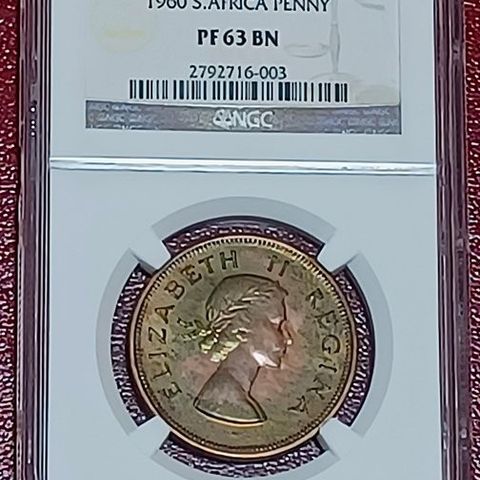 1960 S.AFRICA PENNY
PF 63 BN
2792716-003
NGC
ELIZABETH II REGINA